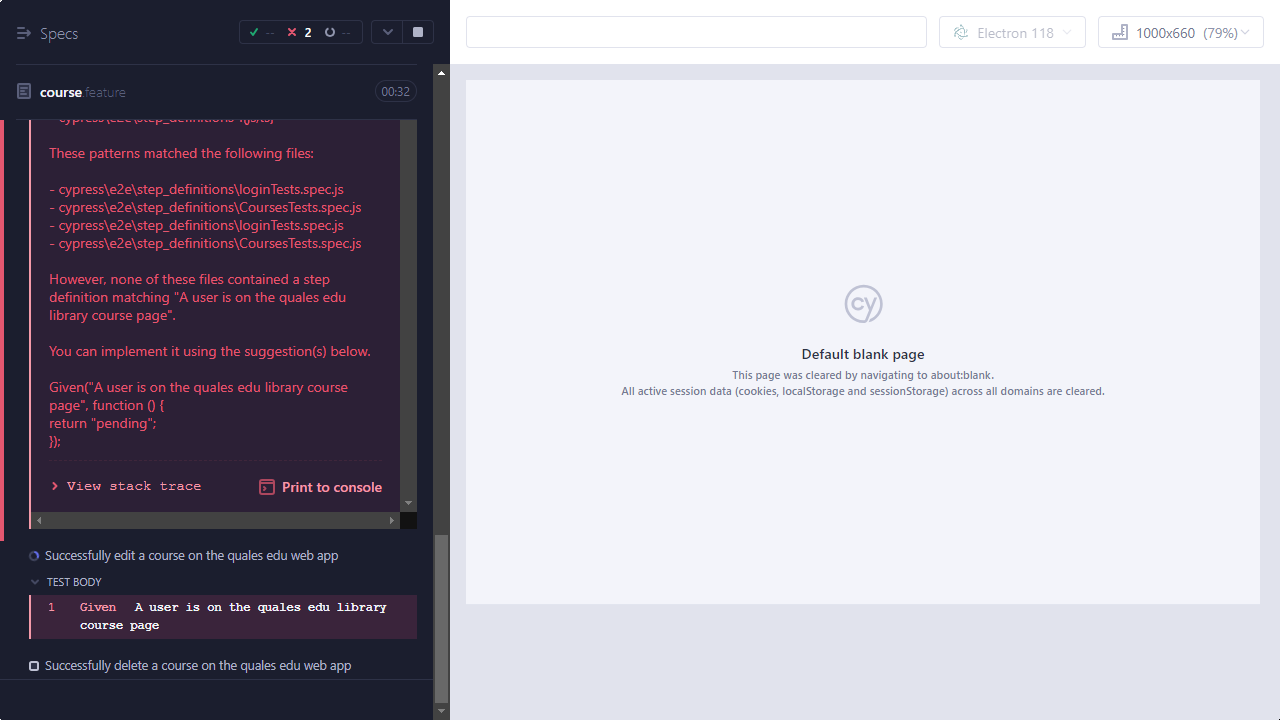 Specs
-- 2 --
Electron 118
1000x660 (79%)
course.feature
00:32
- cypress\e2e\step_definitions
These patterns matched the following files:
- cypress\e2e\step_definitions\loginTests.spec.js
- cypress\e2e\step_definitions\CoursesTests.spec.js
- cypress\e2e\step_definitions\loginTests.spec.js
- cypress\e2e\step_definitions\CoursesTests.spec.js
However, none of these files contained a step
definition matching "A user is on the quales edu
library course page".
You can implement it using the suggestion(s) below.
Given("A user is on the quales edu library course
page", function () {
return "pending";
});
View stack trace
Print to console
Successfully edit a course on the quales edu web app
TEST BODY
1 Given A user is on the quales edu library
course page
Successfully delete a course on the quales edu web app
cy
Default blank page
This page was cleared by navigating to about:blank.
All active session data (cookies, localStorage and sessionStorage) across all domains are cleared.